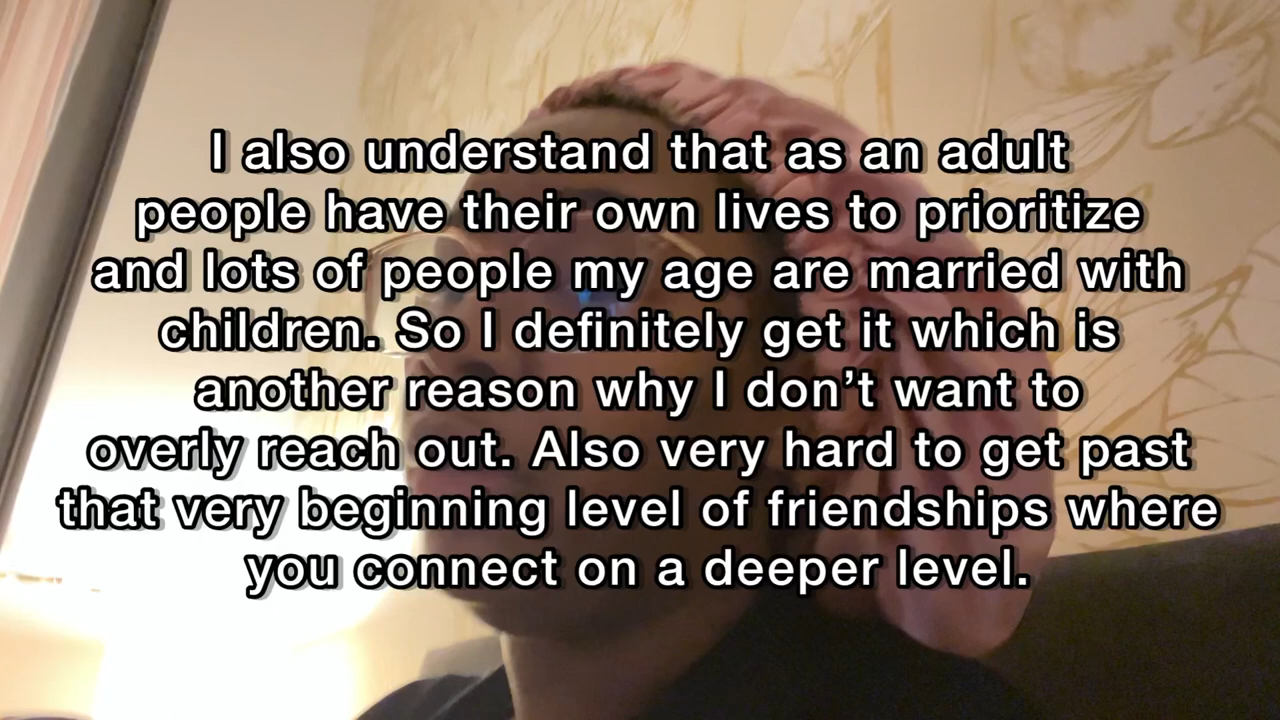 I also understand that as an adult
people have their own lives to prioritize
and lots of people my age are married with
children. So I definitely get it which is
another reason why I don’t want to
overly reach out. Also very hard to get past
that very beginning level of friendships where
you connect on a deeper level.